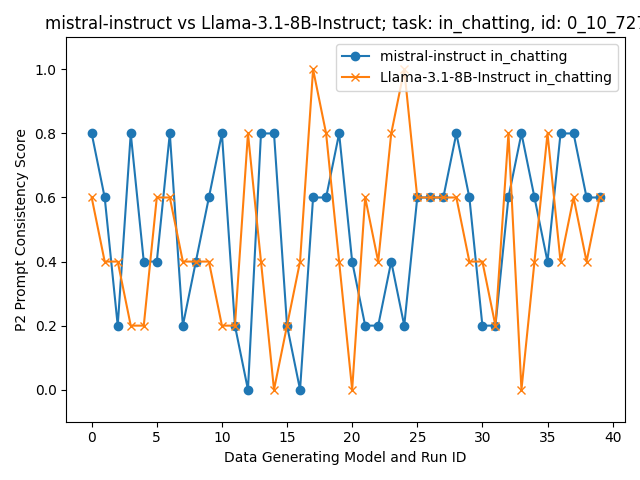 mistral-instruct vs Llama-3.1-8B-Instruct; task: in_chatting, id: 0_10_727
mistral-instruct in_chatting
Llama-3.1-8B-Instruct in_chatting
P2 Prompt Consistency Score
1.0
0.8
0.6
0.4
0.2
0.0
0 5 10 15 20 25 30 35 40
Data Generating Model and Run ID